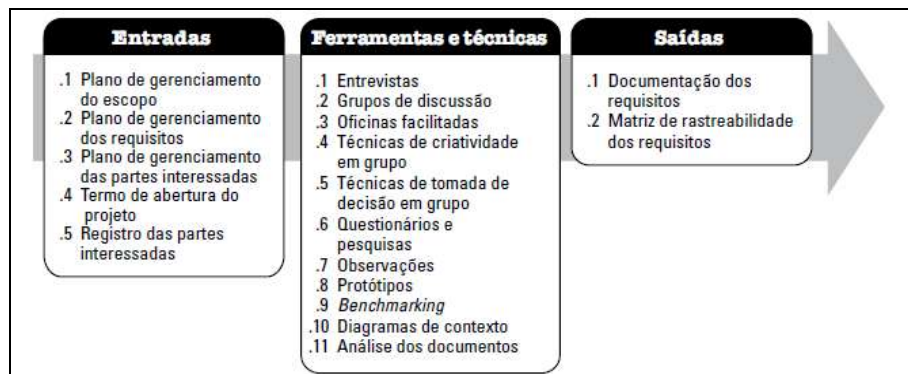 Entradas
.1 Plano de gerenciamento
do escopo
.2 Plano de gerenciamento
dos requisitos
.3 Plano de gerenciamento
das partes interessadas
.4 Termo de abertura do
projeto
.5 Registro das partes
interessadas
Ferramentas e técnicas
.1 Entrevistas
.2 Grupos de discussão
.3 Oficinas facilitadas
.4 Técnicas de criatividade
em grupo
.5 Técnicas de tomada de
decisão em grupo
.6 Questionários e
pesquisas
.7 Observações
.8 Protótipos
.9 Benchmarking
.10 Diagramas de contexto
.11 Análise dos documentos
Saídas
.1 Documentação dos
requisitos
.2 Matriz de rastreabilidade
dos requisitos